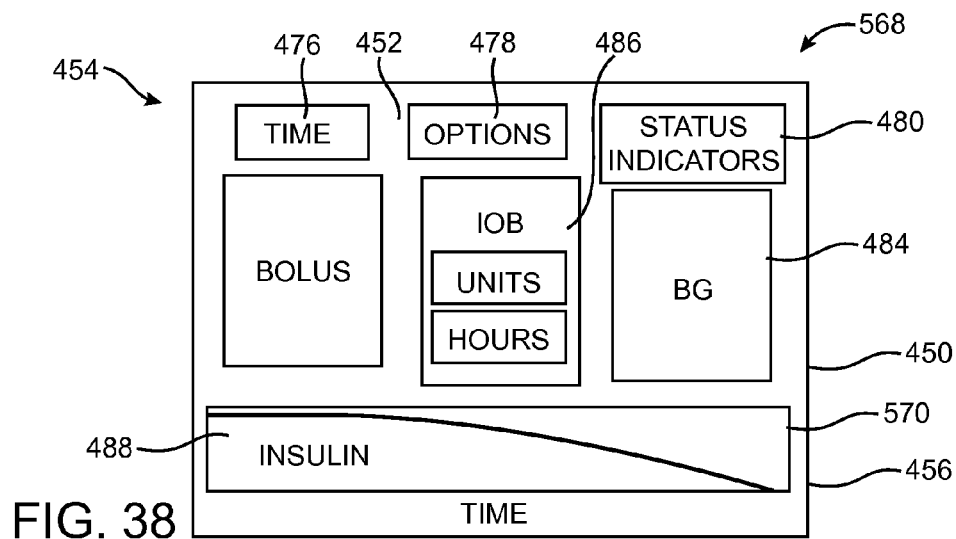 568
476
452
478
486
454
TIME
OPTIONS
STATUS
INDICATORS
480
BOLUS
IOB
UNITS
HOURS
BG
484
450
570
488
INSULIN
456
TIME
FIG. 38